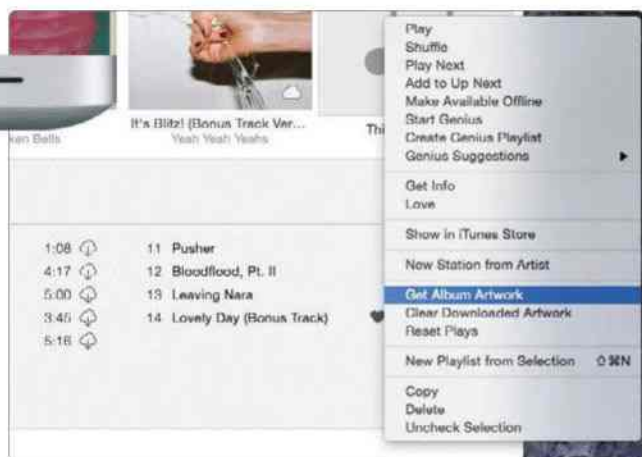 Play
Shuffle
Play Next
Add to Up Next
Make Available Offline
Start Genius
Create Genius Playlist
Genius Suggestions
Get Info
Love
Show in iTunes Store
New Station from Artist
Get Album Artwork
Clear Downloaded Artwork
Reset Plays
New Playlist from Selection ⇧⌘N
Copy
Delete
Uncheck Selection
It's Blitz! (Bonus Track Ver...
Yeah Yeah Yeahs
ken Bells
Thi
1:08
4:17
5:00
3:45
5:16
11 Pusher
12 Bloodflood, Pt. II
13 Leaving Nara
14 Lovely Day (Bonus Track)